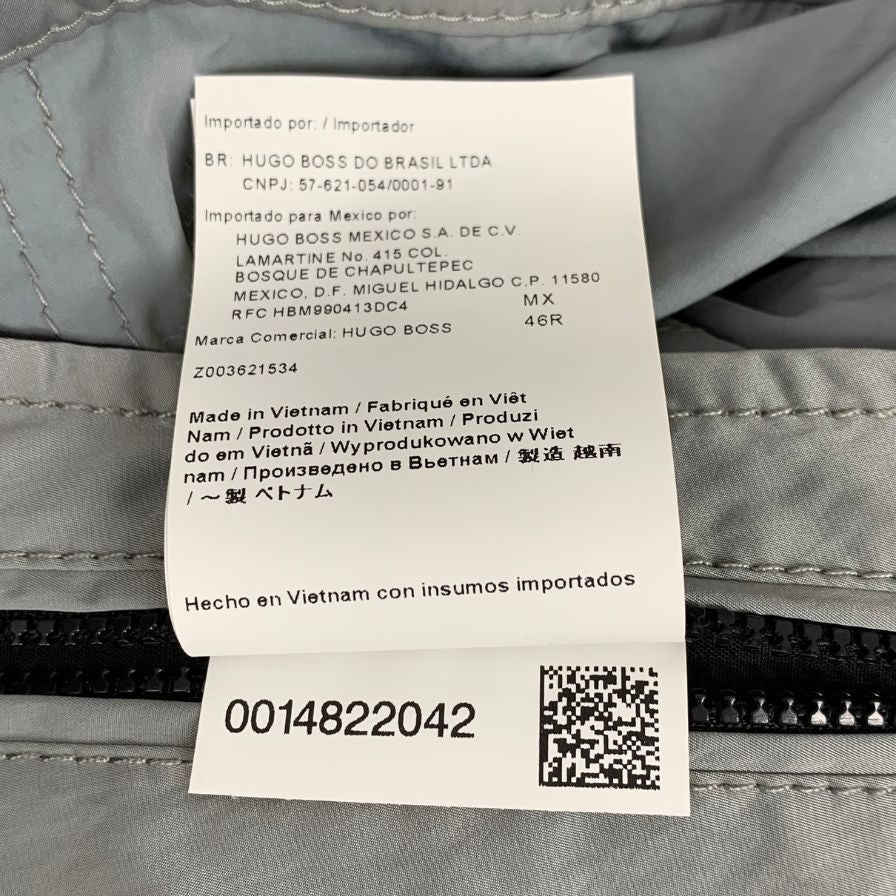 Importado por: / Importador
BR: HUGO BOSS DO BRASIL LTDA.
CNPJ: 57-621-054/0001-91
Importado para Mexico por:
HUGO BOSS MEXICO S.A. DE C.V.
LAMARTINE No. 415 COL.
BOSQUE DE CHAPULTEPEC
MEXICO, D.F. MIGUEL HIDALGO C.P. 11580
RFC HBM990413DC4 MX
Marca Comercial: HUGO BOSS 46R
Z003621534
Made in Vietnam / Fabriqué en Viêt
Nam / Prodotto in Vietnam / Produzi
do em Vietnã / Wyprodukowano w Wiet
nam / Произведено в Вьетнам / 製造 越南
/ ～製 ベトナム
Hecho en Vietnam con insumos importados
0014822042